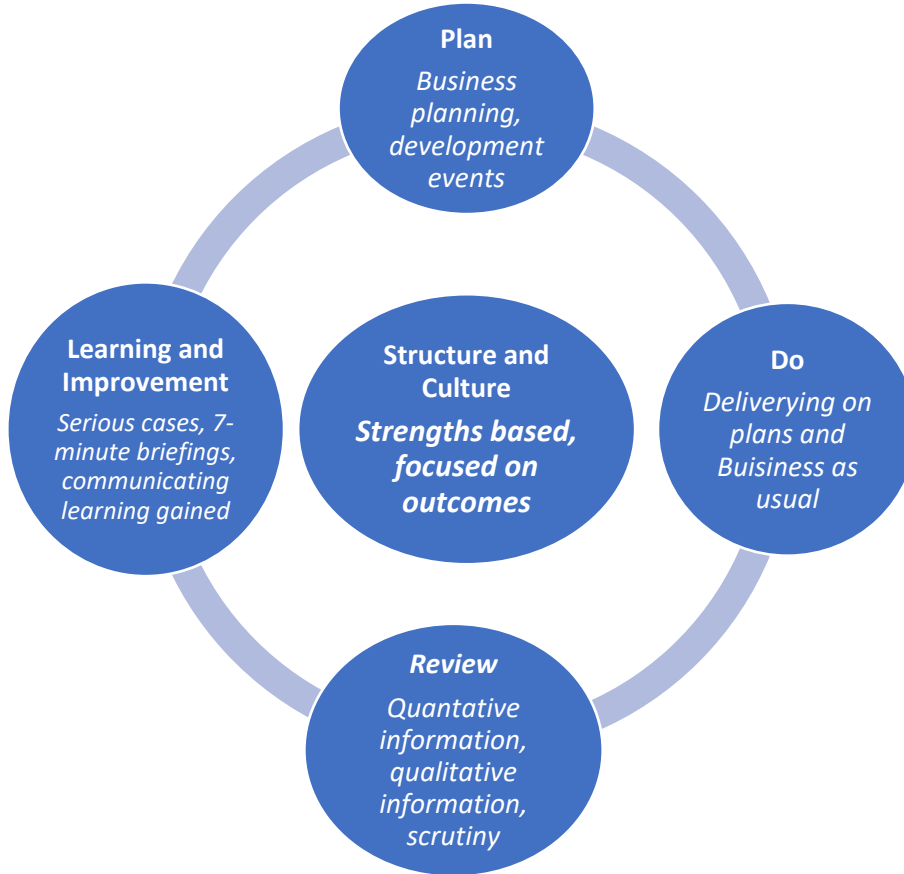 Plan
Business
planning,
development
events
Learning and
Improvement
Serious cases, 7-
minute briefings,
communicating
learning gained
Structure and
Culture
Strengths based,
focused on
outcomes
Do
Deliverying on
plans and
Buisiness as
usual
Review
Quantative
information,
qualitative
information,
scrutiny